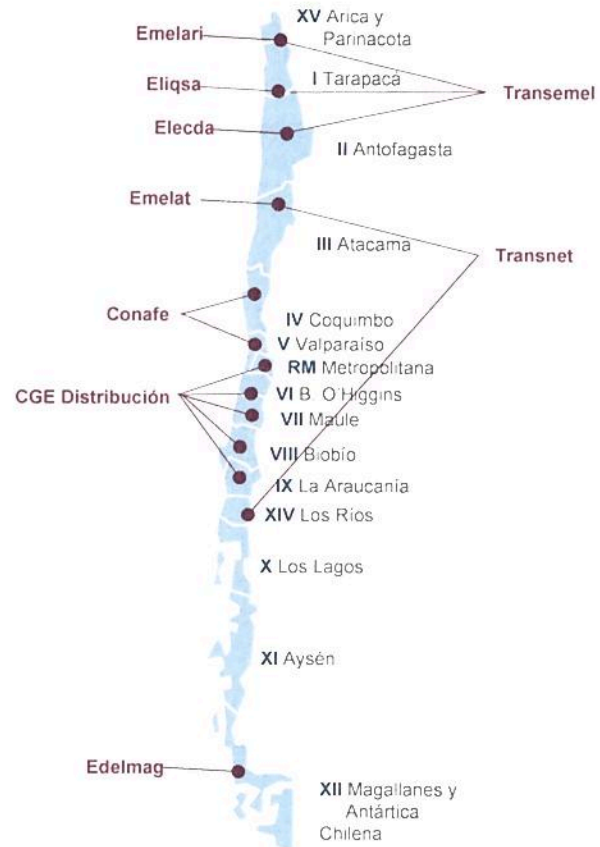 XV Arica y
Parinacota
Emelari
I Tarapacá
Eliqsa
Transemel
Elecda
II Antofagasta
Emelat
III Atacama
Transnet
Conafe
IV Coquimbo
V Valparaíso
RM Metropolitana
CGE Distribución
VI B. O'Higgins
VII Maule
VIII Biobío
IX La Araucanía
XIV Los Ríos
X Los Lagos
XI Aysén
Edelmag
XII Magallanes y
Antártica
Chilena